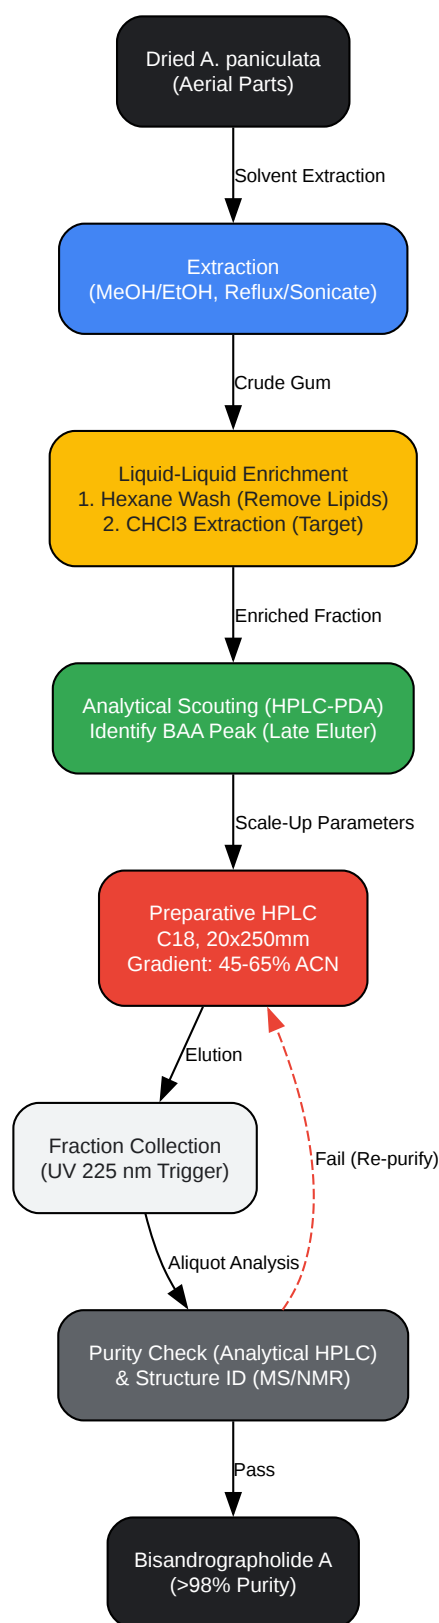 Dried A. paniculata
(Aerial Parts)
Solvent Extraction
Extraction
(MeOH/EtOH, Reflux/Sonicate)
Crude Gum
Liquid-Liquid Enrichment
1. Hexane Wash (Remove Lipids)
2. CHCl3 Extraction (Target)
Enriched Fraction
Analytical Scouting (HPLC-PDA)
Identify BAA Peak (Late Eluter)
Scale-Up Parameters
Preparative HPLC
C18, 20x250mm
Gradient: 45-65% ACN
Elution
Fraction Collection
(UV 225 nm Trigger)
Fail (Re-purify)
Aliquot Analysis
Purity Check (Analytical HPLC)
& Structure ID (MS/NMR)
Pass
Bisandrographolide A
(>98% Purity)